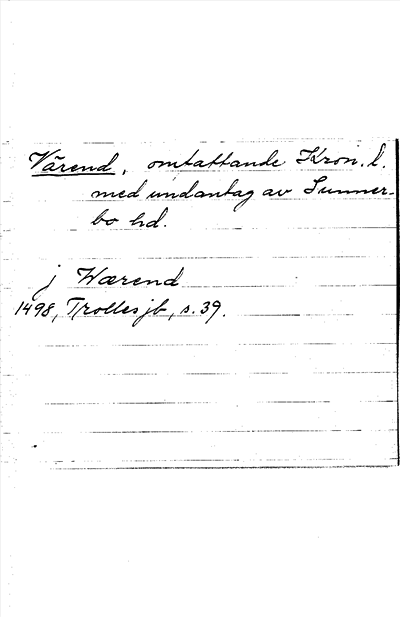 Värend, omfattande Kron. l.
med undantag av Sunner-
bo hd.
j Wærend
1498, Trolles jb, s. 39.